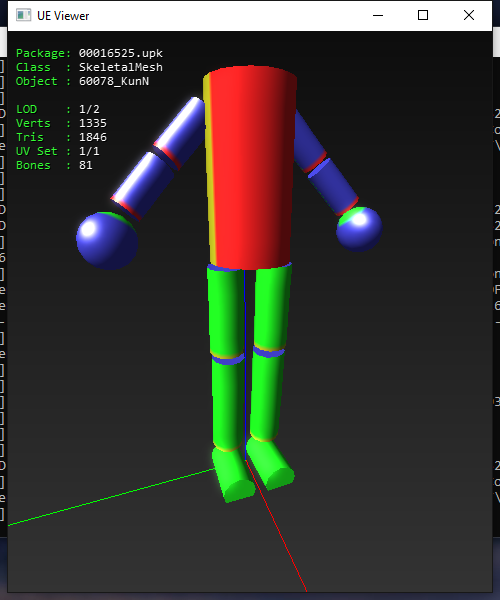 UE Viewer
Package: 00016525.upk
Class : SkeletalMesh
Object : 60078_KunN
LOD : 1/2
Verts : 1335
Tris : 1846
UV Set : 1/1
Bones : 81